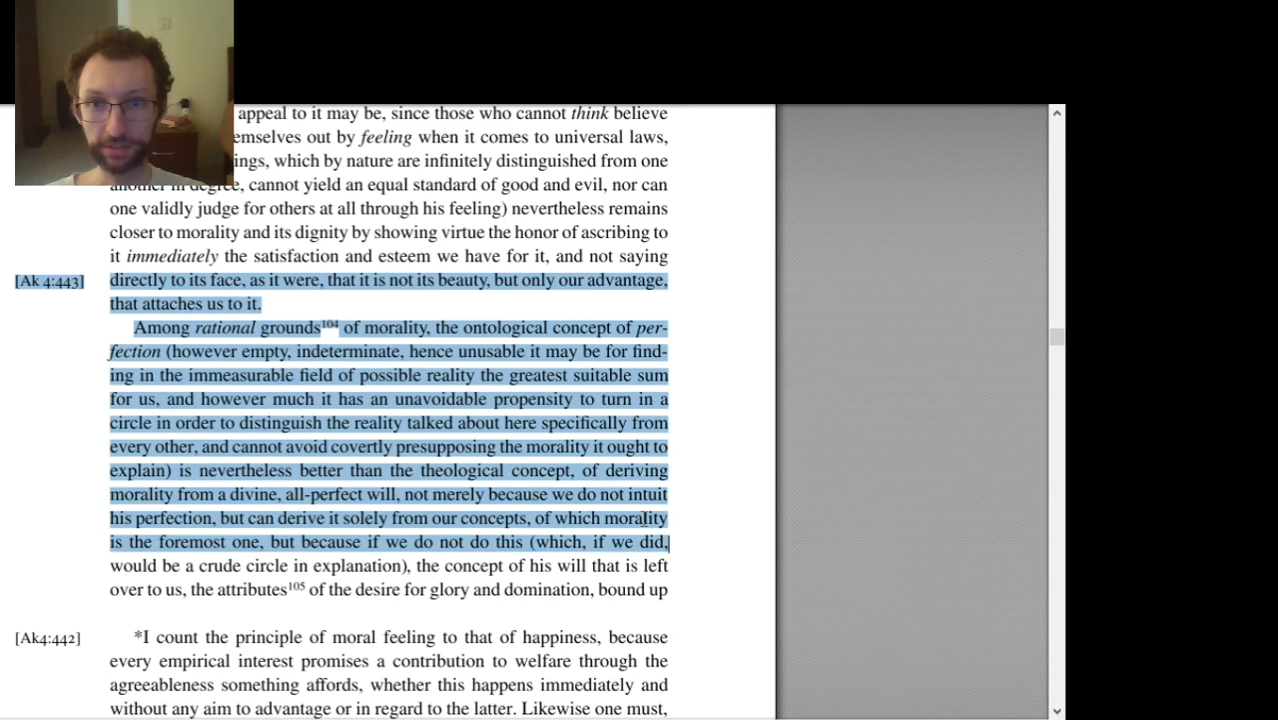 appeal to it may be, since those who cannot think believe
emselves out by feeling when it comes to universal laws,
ings, which by nature are infinitely distinguished from one
another in degree, cannot yield an equal standard of good and evil, nor can
one validly judge for others at all through his feeling) nevertheless remains
closer to morality and its dignity by showing virtue the honor of ascribing to
it immediately the satisfaction and esteem we have for it, and not saying
[Ak 4:443] directly to its face, as it were, that it is not its beauty, but only our advantage,
that attaches us to it.
Among rational grounds104 of morality, the ontological concept of per-
fection (however empty, indeterminate, hence unusable it may be for find-
ing in the immeasurable field of possible reality the greatest suitable sum
for us, and however much it has an unavoidable propensity to turn in a
circle in order to distinguish the reality talked about here specifically from
every other, and cannot avoid covertly presupposing the morality it ought to
explain) is nevertheless better than the theological concept, of deriving
morality from a divine, all-perfect will, not merely because we do not intuit
his perfection, but can derive it solely from our concepts, of which morality
is the foremost one, but because if we do not do this (which, if we did,
would be a crude circle in explanation), the concept of his will that is left
over to us, the attributes105 of the desire for glory and domination, bound up
[Ak4:442] *I count the principle of moral feeling to that of happiness, because
every empirical interest promises a contribution to welfare through the
agreeableness something affords, whether this happens immediately and
without any aim to advantage or in regard to the latter. Likewise one must,